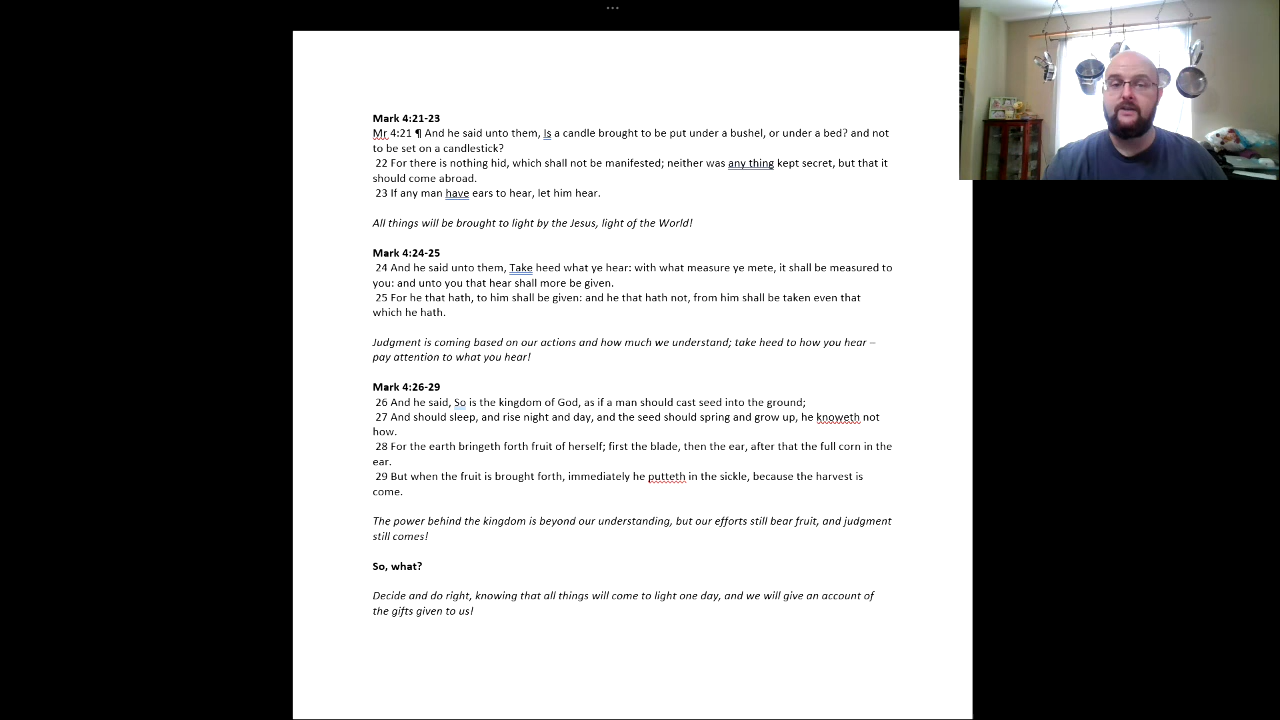 Mark 4:21-23
Mr 4:21 ¶ And he said unto them, Is a candle brought to be put under a bushel, or under a bed? and not
to be set on a candlestick?
22 For there is nothing hid, which shall not be manifested; neither was any thing kept secret, but that it
should come abroad.
23 If any man have ears to hear, let him hear.
All things will be brought to light by the Jesus, light of the World!
Mark 4:24-25
24 And he said unto them, Take heed what ye hear: with what measure ye mete, it shall be measured to
you: and unto you that hear shall more be given.
25 For he that hath, to him shall be given: and he that hath not, from him shall be taken even that
which he hath.
Judgment is coming based on our actions and how much we understand; take heed to how you hear –
pay attention to what you hear!
Mark 4:26-29
26 And he said, So is the kingdom of God, as if a man should cast seed into the ground;
27 And should sleep, and rise night and day, and the seed should spring and grow up, he knoweth not
how.
28 For the earth bringeth forth fruit of herself; first the blade, then the ear, after that the full corn in the
ear.
29 But when the fruit is brought forth, immediately he putteth in the sickle, because the harvest is
come.
The power behind the kingdom is beyond our understanding, but our efforts still bear fruit, and judgment
still comes!
So, what?
Decide and do right, knowing that all things will come to light one day, and we will give an account of
the gifts given to us!